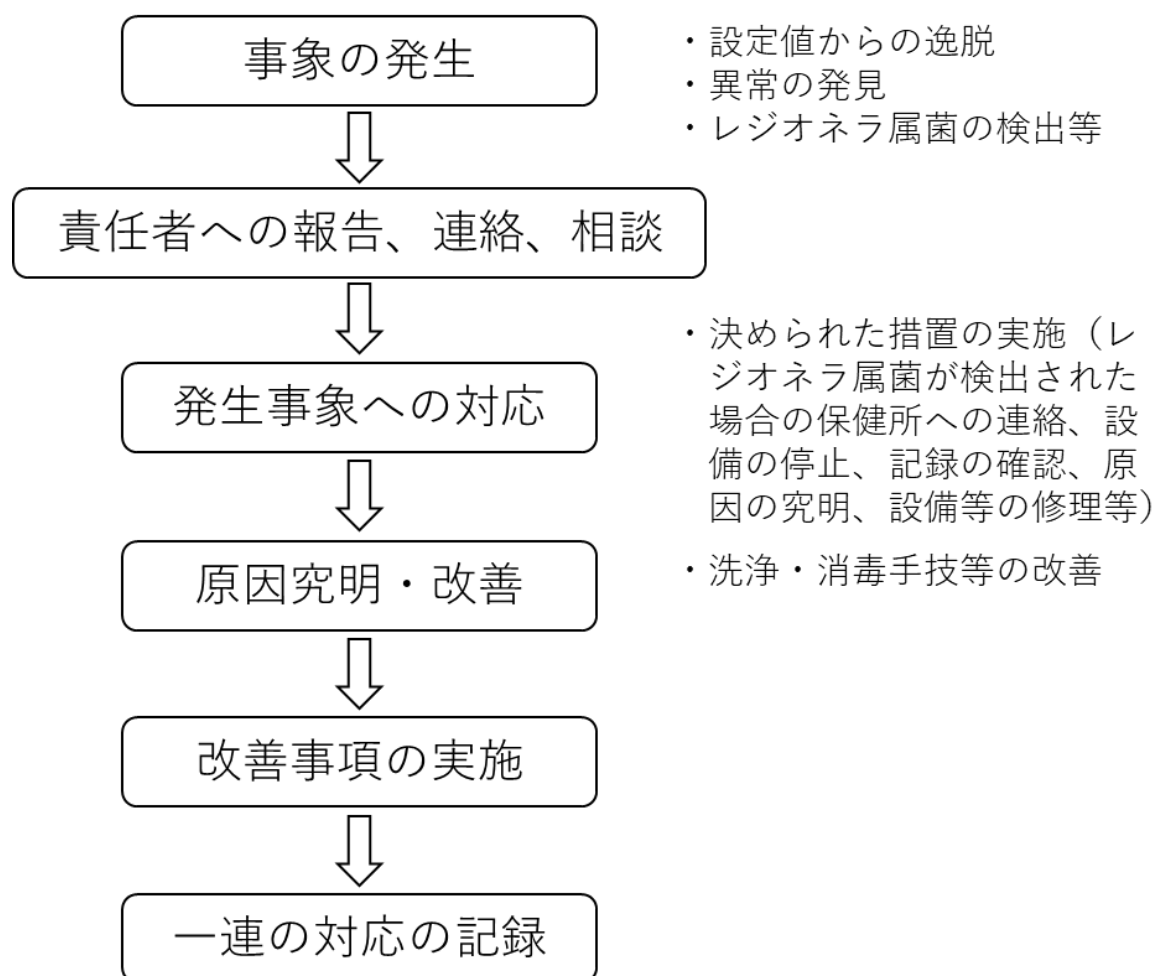 事象の発生
・設定値からの逸脱
・異常の発見
・レジオネラ属菌の検出等
責任者への報告、連絡、相談
発生事象への対応
・決められた措置の実施（レ
ジオネラ属菌が検出された
場合の保健所への連絡、設
備の停止、記録の確認、原
因の究明、設備等の修理等）
原因究明・改善
・洗浄・消毒手技等の改善
改善事項の実施
一連の対応の記録